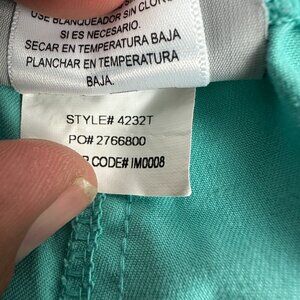 USE BLANQUEADOR SIN CLORO
SI ES NECESARIO.
SECAR EN TEMPERATURA BAJA
PLANCHAR EN TEMPERATURA
BAJA.
STYLE# 4232T
PO# 2766800
CODE# IM0008